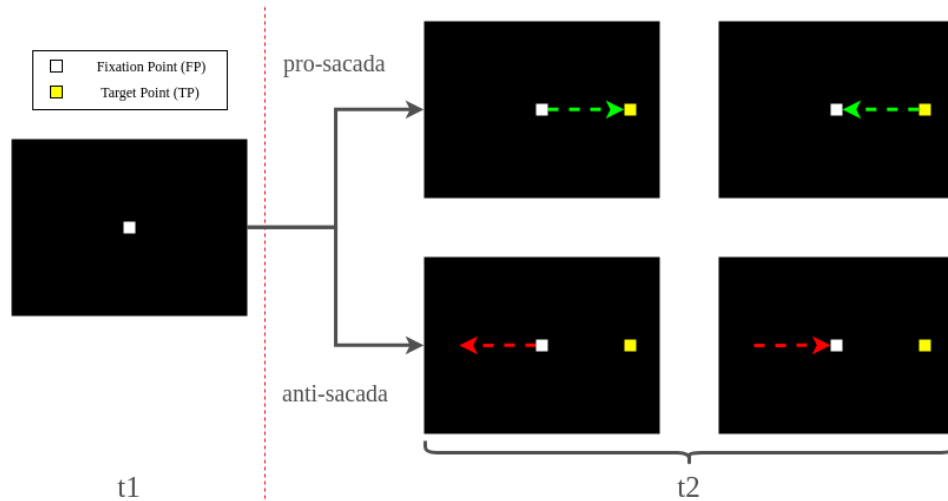 Fixation Point (FP)
Target Point (TP)
pro-sacada
anti-sacada
t1
t2